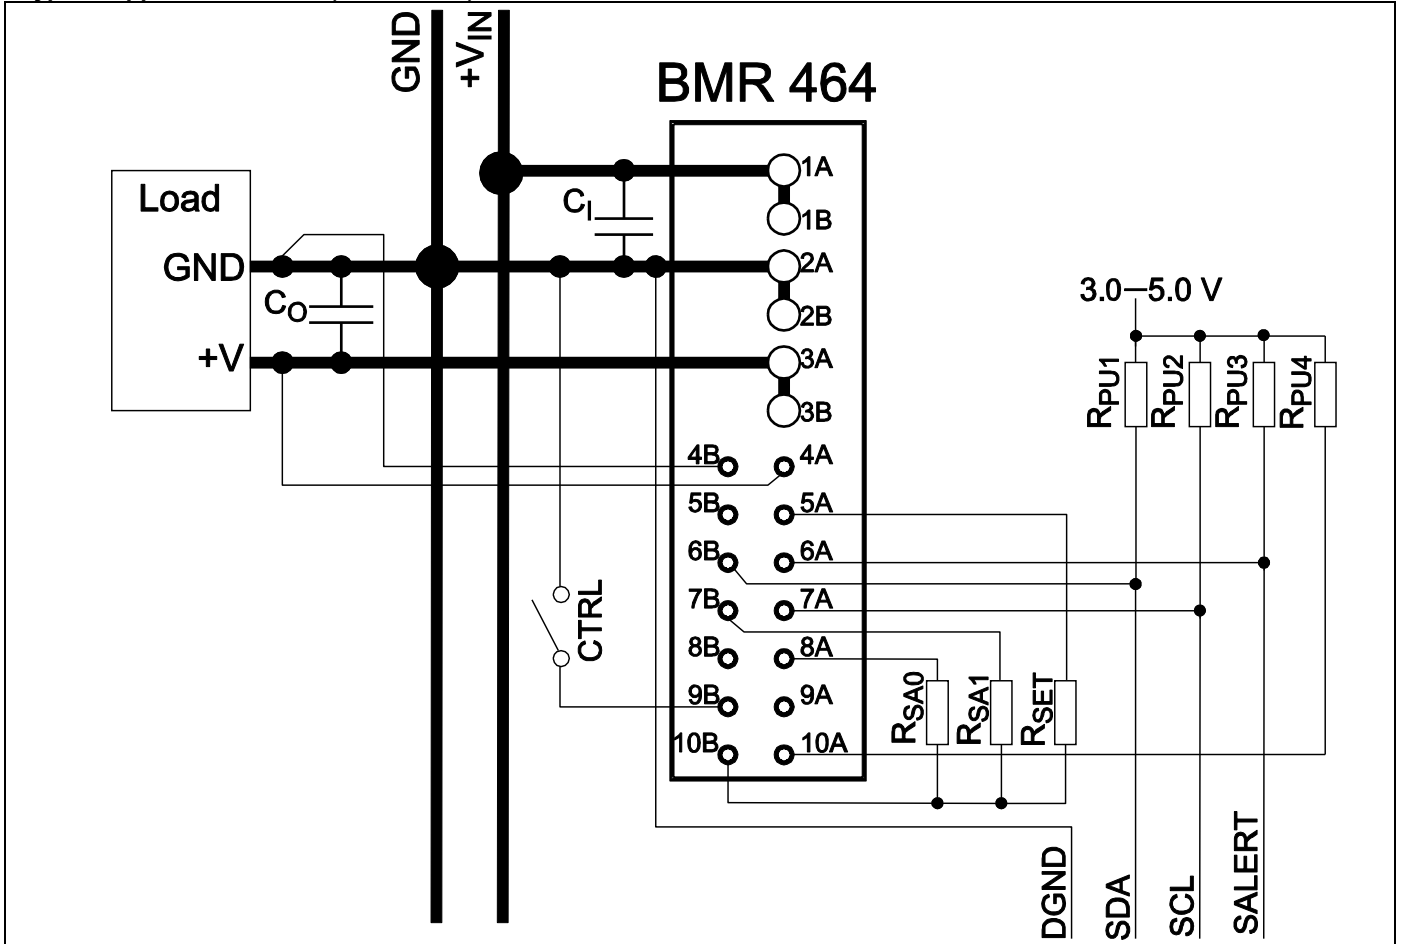 GND
+VIN
BMR 464
Load
GND
+V
CI
CO
1A
1B
2A
2B
3A
3B
4B 4A
5B 5A
6B 6A
7B 7A
8B 8A
9B 9A
10B 10A
CTRL
3.0–5.0 V
RPU1
RPU2
RPU3
RPU4
RSA0
RSA1
RSET
DGND
SDA
SCL
SALERT